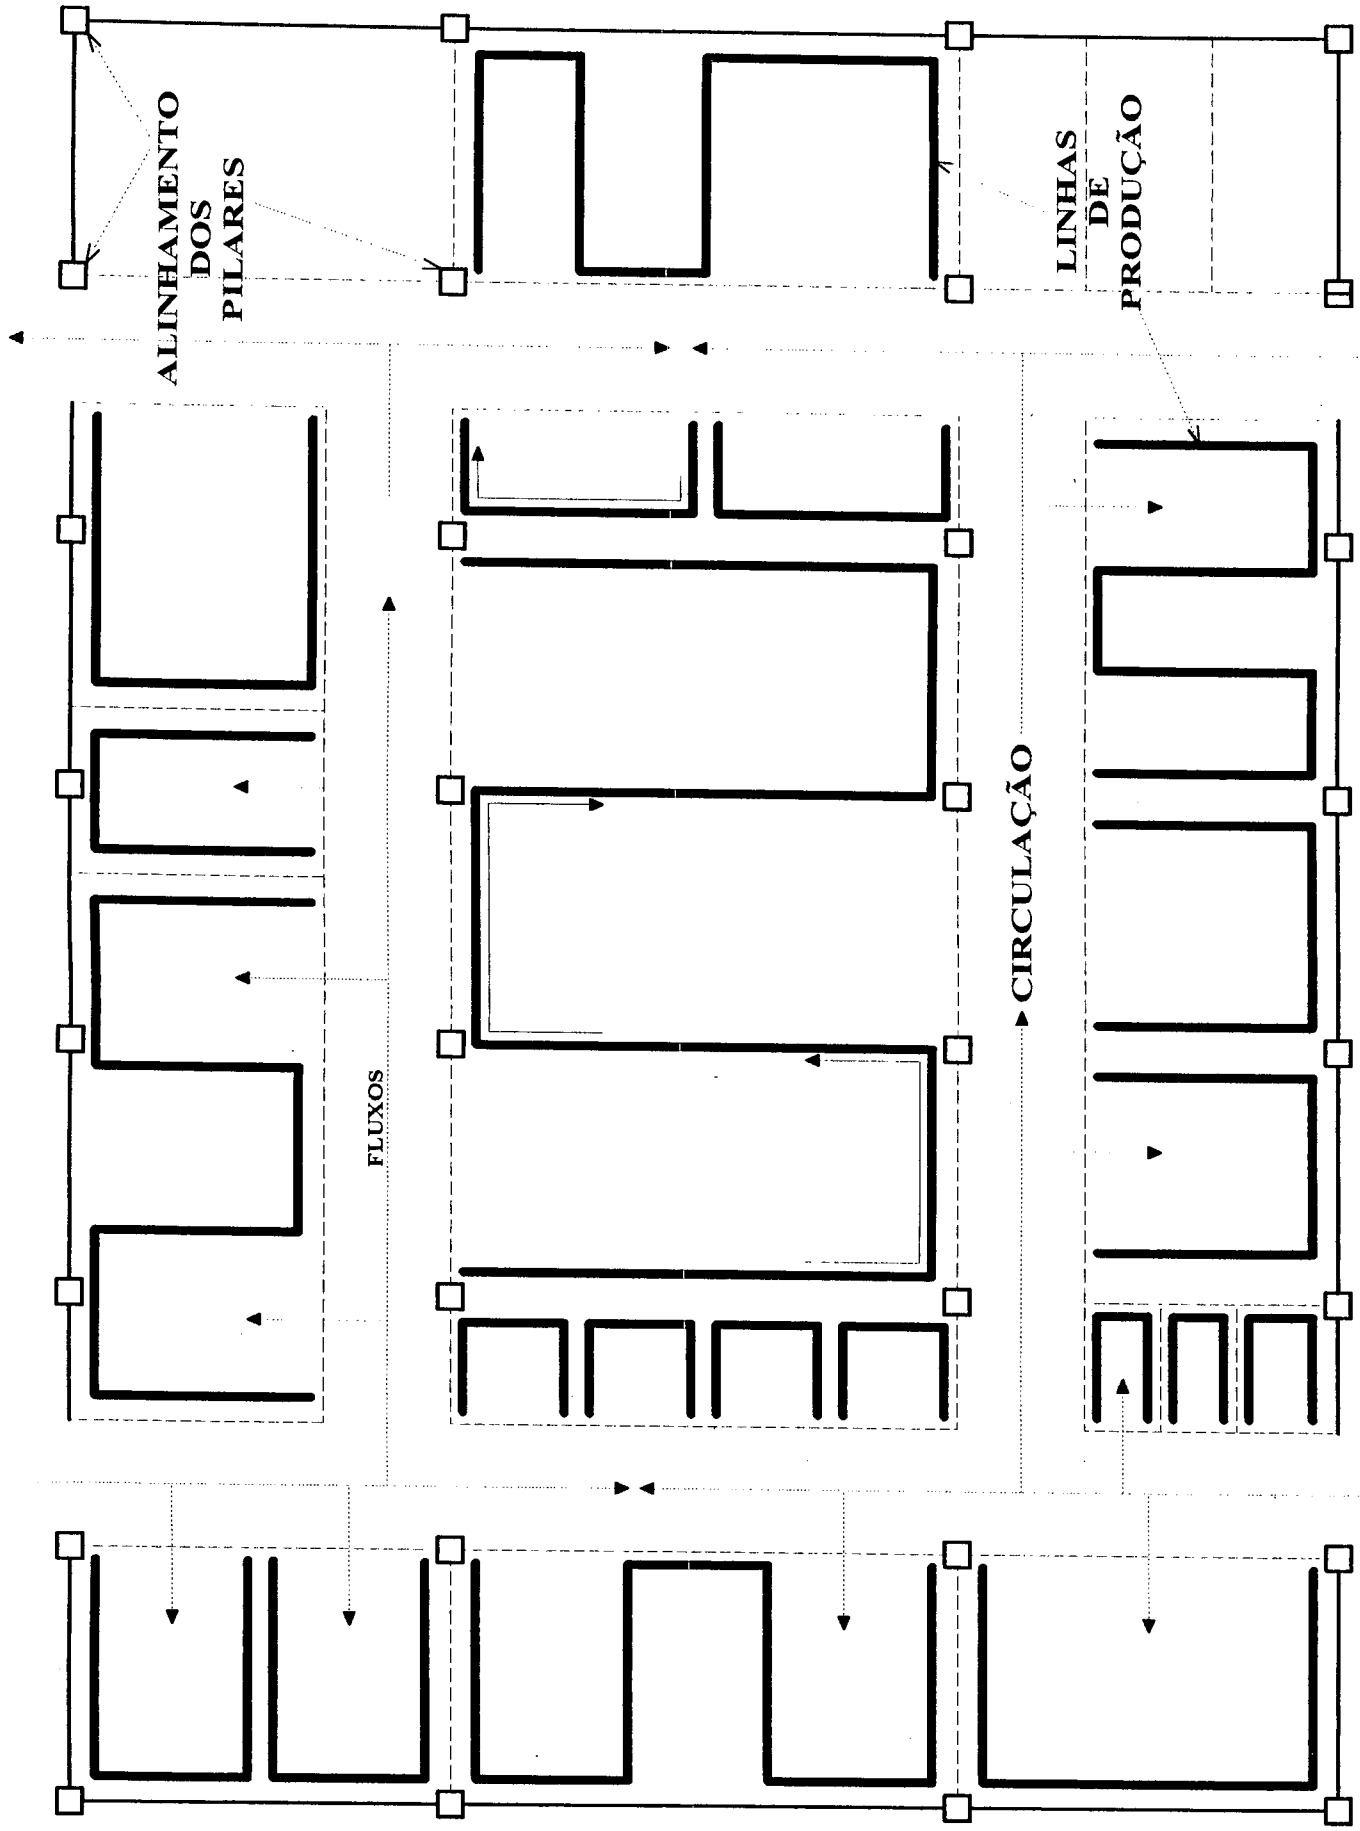 ALINHAMENTO
DOS
PILARES
LINHAS
DE
PRODUÇÃO
FLUXOS
CIRCULAÇÃO